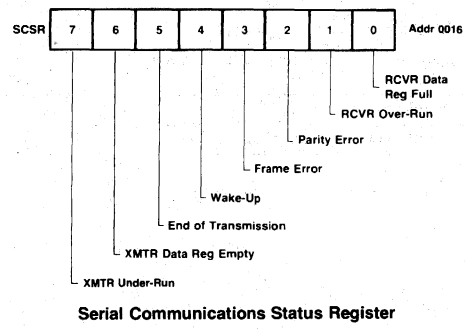 SCSR 7 6 5 4 3 2 1 0 Addr 0016
RCVR Data
Reg Full
RCVR Over-Run
Parity Error
Frame Error
Wake-Up
End of Transmission
XMTR Data Reg Empty
XMTR Under-Run
Serial Communications Status Register